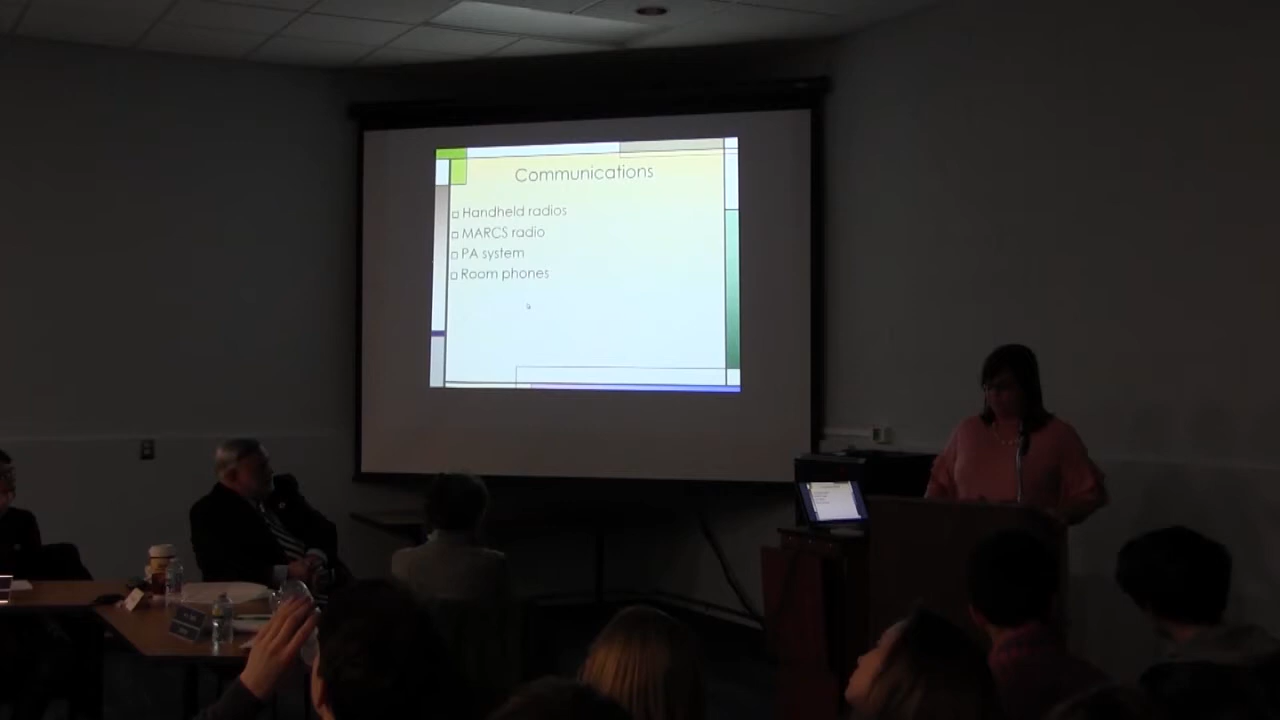 Communications
Handheld radios
MARCS radio
PA system
Room phones